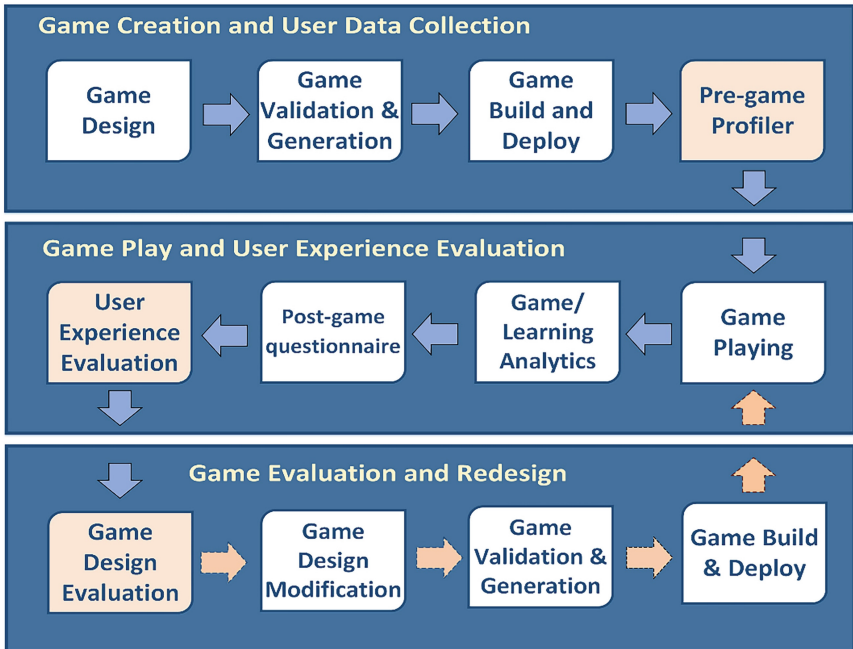 Game Creation and User Data Collection
Game
Design
Game
Validation &
Generation
Game
Build and
Deploy
Pre-game
Profiler
Game Play and User Experience Evaluation
User
Experience
Evaluation
Post-game
questionnaire
Game/
Learning
Analytics
Game
Playing
Game Evaluation and Redesign
Game
Design
Evaluation
Game
Design
Modification
Game
Validation &
Generation
Game Build
& Deploy